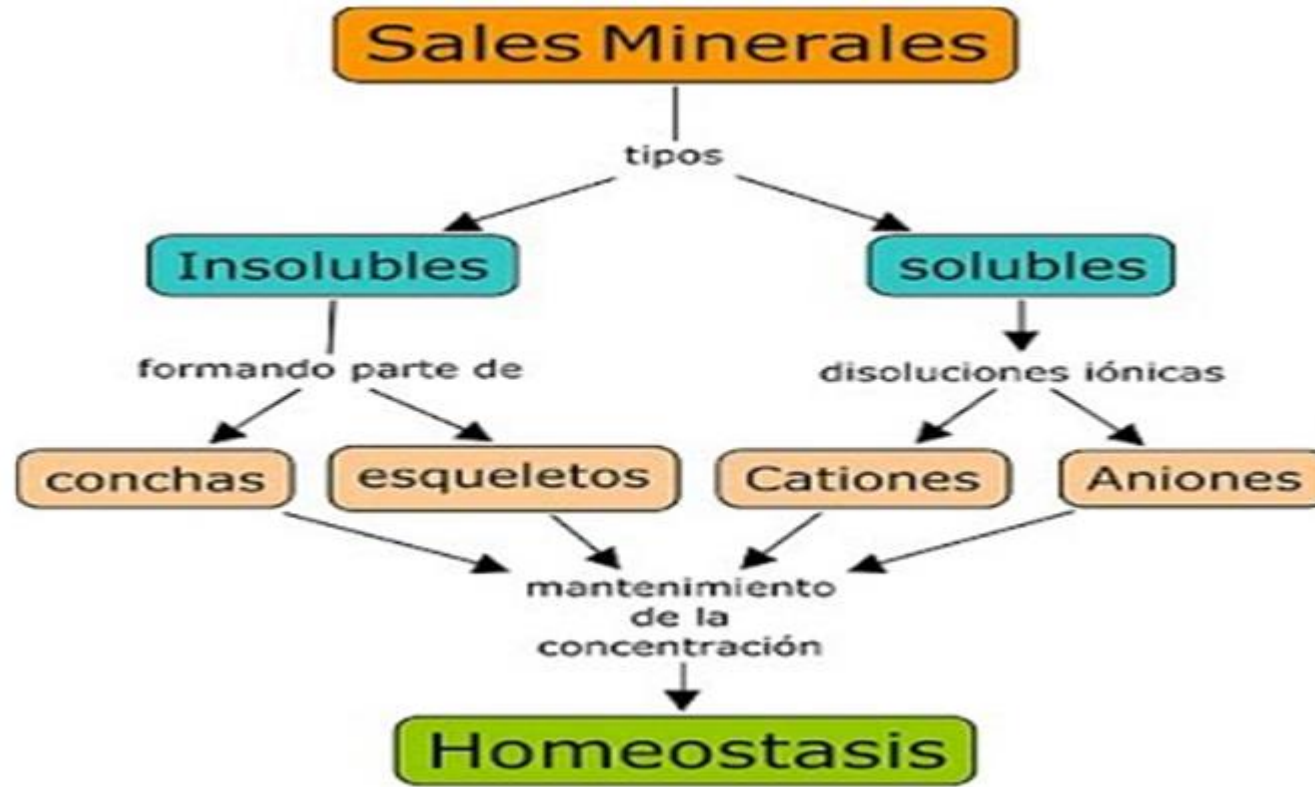 Sales Minerales
tipos
Insolubles
solubles
formando parte de
disoluciones iónicas
conchas
esqueletos
Cationes
Aniones
mantenimiento
de la
concentración
Homeostasis